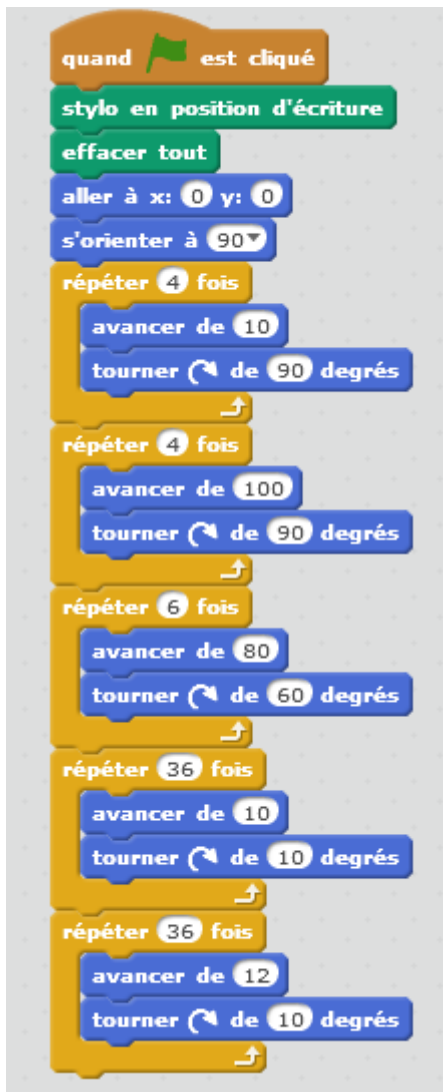 quand est cliqué
stylo en position d'écriture
effacer tout
aller à x: 0 y: 0
s'orienter à 90
répéter 4 fois
avancer de 10
tourner de 90 degrés
répéter 4 fois
avancer de 100
tourner de 90 degrés
répéter 6 fois
avancer de 80
tourner de 60 degrés
répéter 36 fois
avancer de 10
tourner de 10 degrés
répéter 36 fois
avancer de 12
tourner de 10 degrés